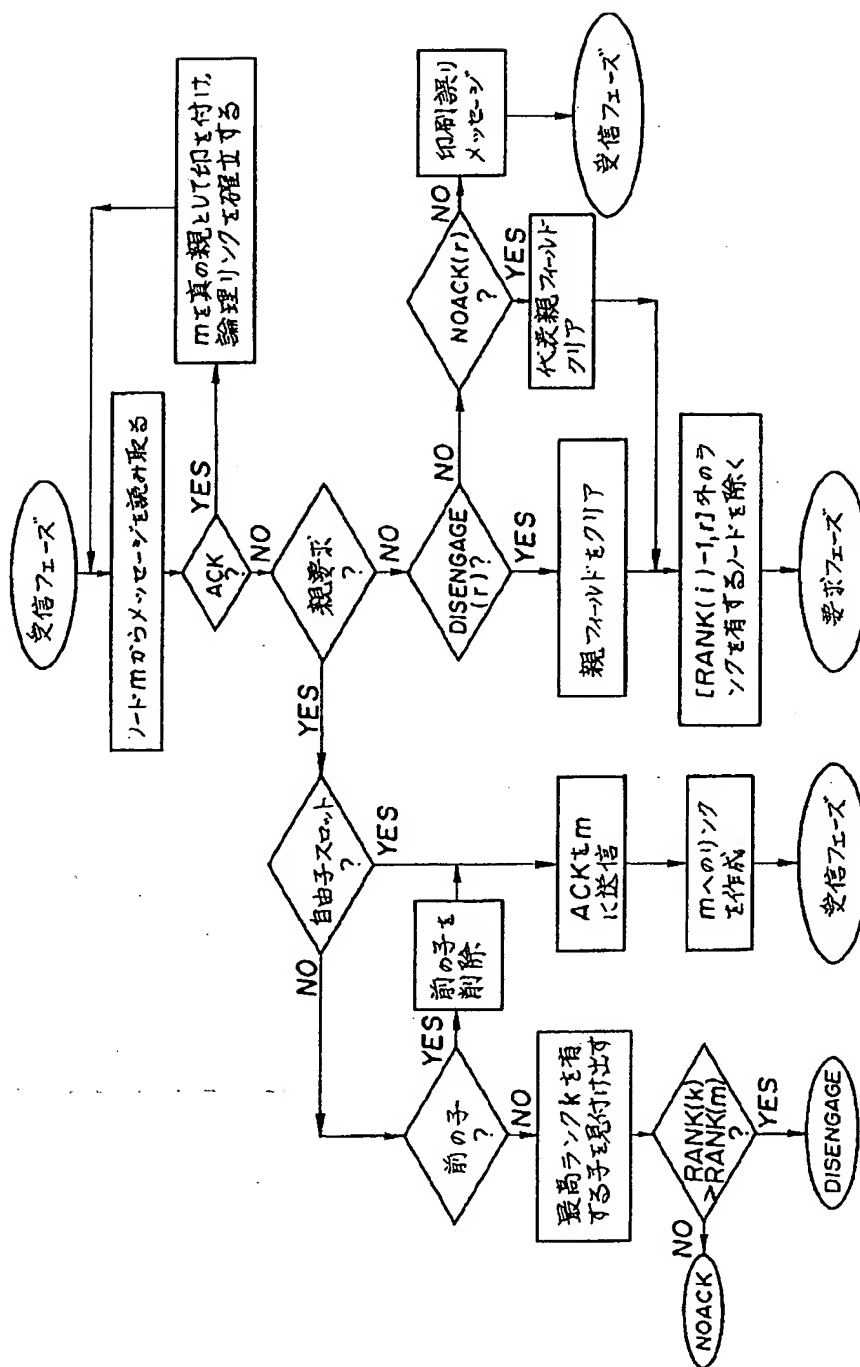 受信フェーズ
ノードmからメッセージを読み取る
ACK
?
YES
mを真の親として印を付け,
論理リンクを確立する
NO
親要求
?
YES
NO
DISENGAGE
(r)?
NO
NOACK(r)
?
NO
印刷誤り
メッセージ
受信フェーズ
YES
代表親フィールド
クリア
YES
親フィールドをクリア
[RANK(i)-1,r]外のラ
ンクを有するノードを除く
要求フェーズ
自由子スロット
?
YES
ACKをm
に送信
mへのリンク
を作成
受信フェーズ
NO
前の子
?
YES
前の子を
削除
NO
最高ランクkを有
する子を見付け出す
RANK(k)
>RANK(m)
?
YES
DISENGAGE
NO
NOACK